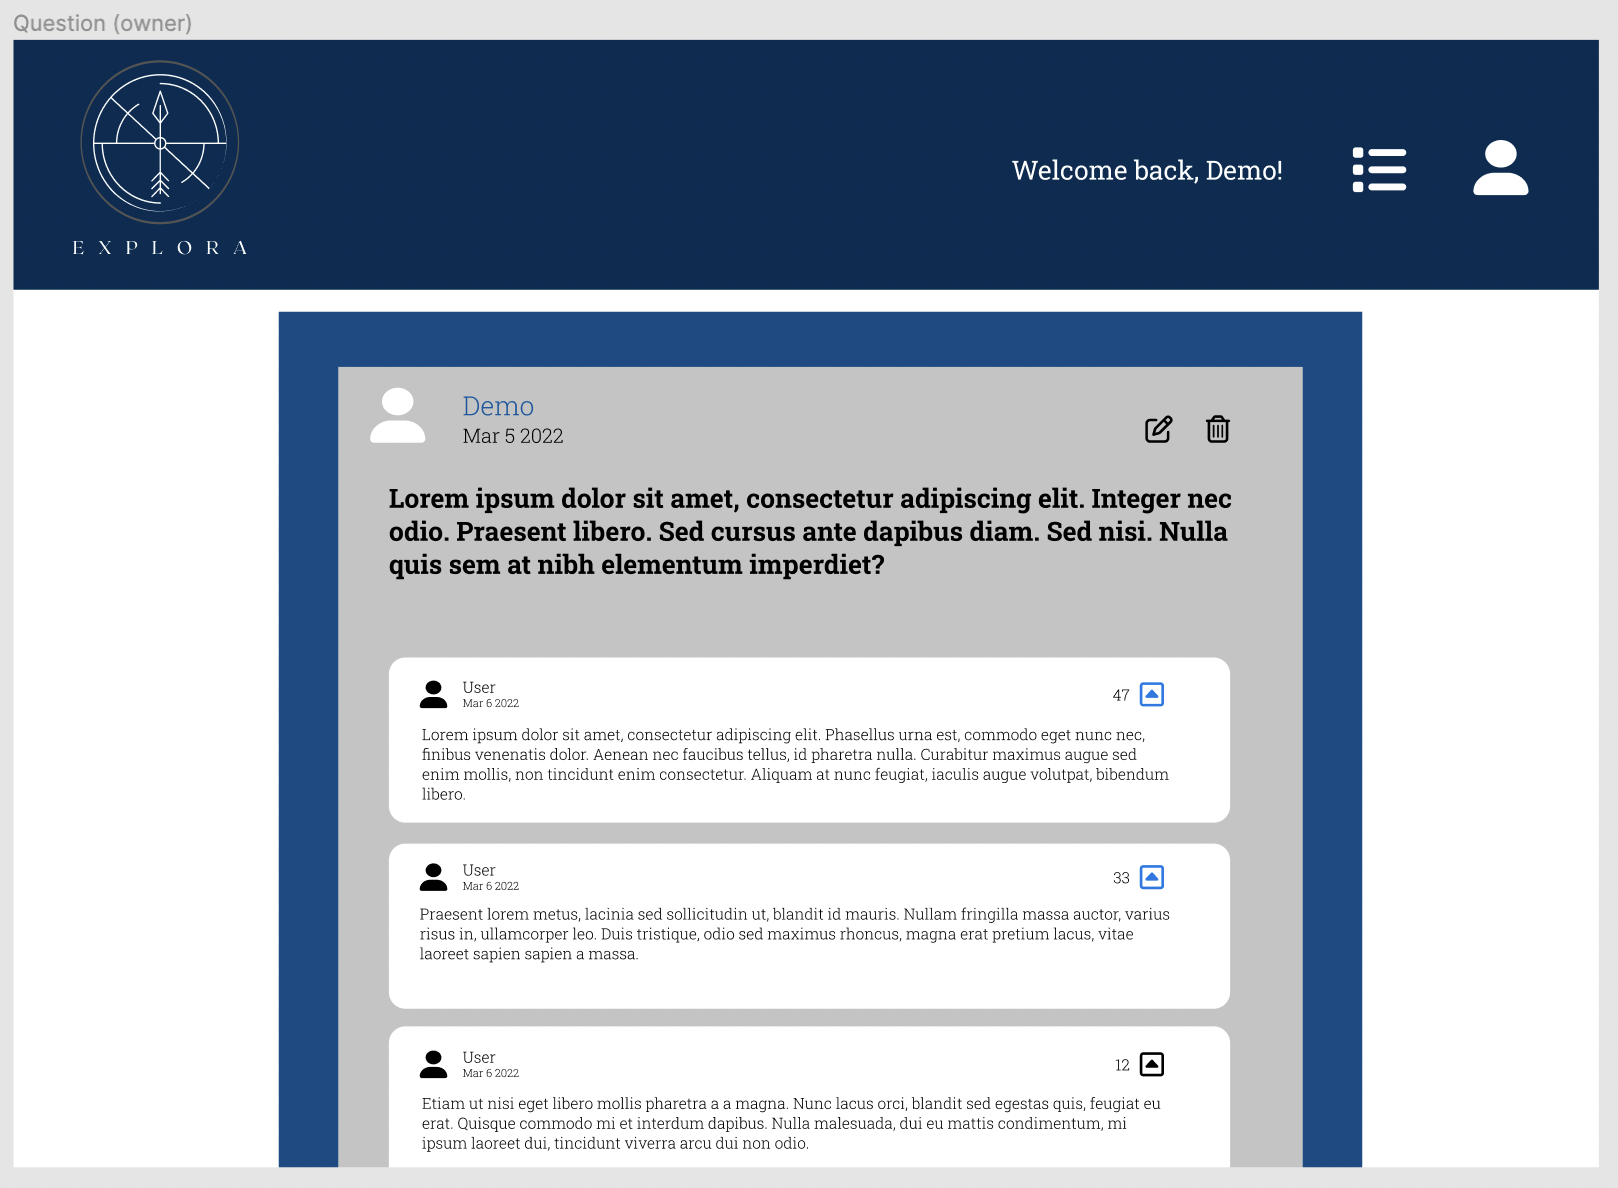 Question (owner)
EXPLORA
Welcome back, Demo!
Demo
Mar 5 2022
Lorem ipsum dolor sit amet, consectetur adipiscing elit. Integer nec
odio. Praesent libero. Sed cursus ante dapibus diam. Sed nisi. Nulla
quis sem at nibh elementum imperdiet?
User
Mar 6 2022
47
Lorem ipsum dolor sit amet, consectetur adipiscing elit. Phasellus urna est, commodo eget nunc nec,
finibus venenatis dolor. Aenean nec faucibus tellus, id pharetra nulla. Curabitur maximus augue sed
enim mollis, non tincidunt enim consectetur. Aliquam at nunc feugiat, iaculis augue volutpat, bibendum
libero.
User
Mar 6 2022
33
Praesent lorem metus, lacinia sed sollicitudin ut, blandit id mauris. Nullam fringilla massa auctor, varius
risus in, ullamcorper leo. Duis tristique, odio sed maximus rhoncus, magna erat pretium lacus, vitae
laoreet sapien sapien a massa.
User
Mar 6 2022
12
Etiam ut nisi eget libero mollis pharetra a a magna. Nunc lacus orci, blandit sed egestas quis, feugiat eu
erat. Quisque commodo mi et interdum dapibus. Nulla malesuada, dui eu mattis condimentum, mi
ipsum laoreet dui, tincidunt viverra arcu dui non odio.